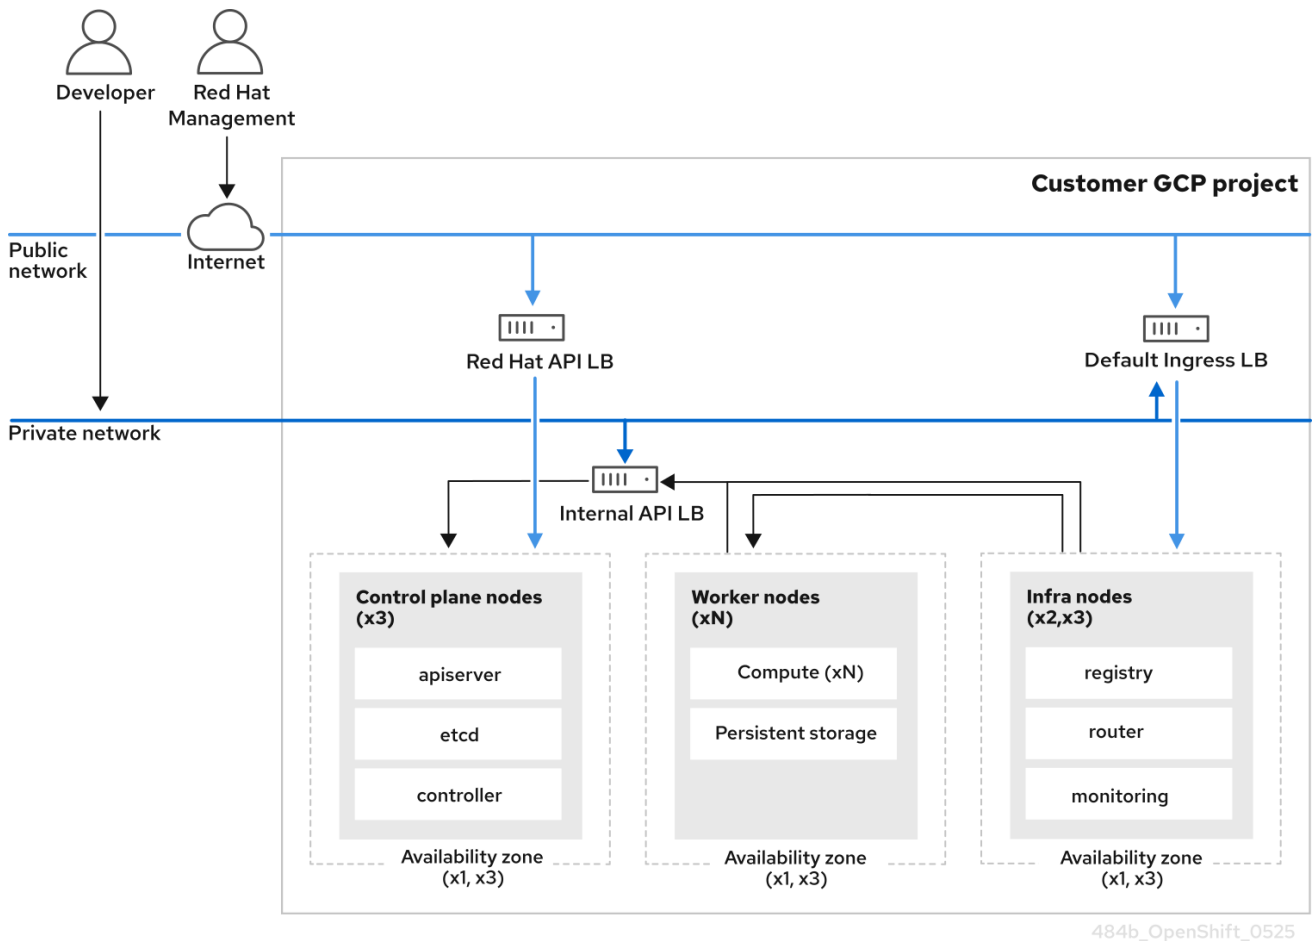 Developer
Red Hat
Management
Customer GCP project
Public
network
Internet
Red Hat API LB
Default Ingress LB
Private network
Internal API LB
Control plane nodes
(x3)
apiserver
etcd
controller
Availability zone
(x1, x3)
Worker nodes
(xN)
Compute (xN)
Persistent storage
Availability zone
(x1, x3)
Infra nodes
(x2,x3)
registry
router
monitoring
Availability zone
(x1, x3)
484b_OpenShift_0525